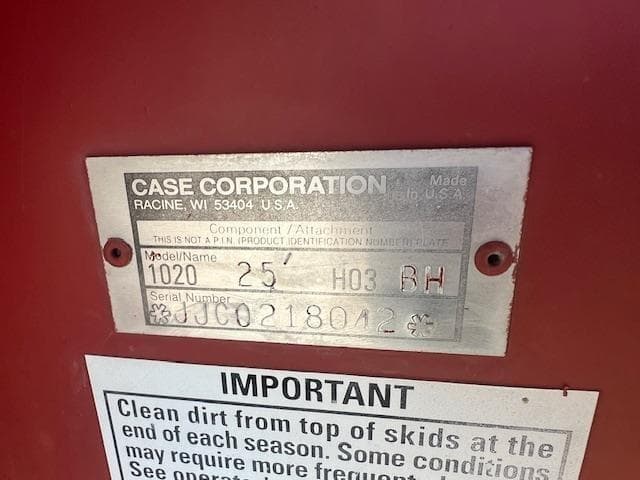 CASE CORPORATION
RACINE, WI 53404 U.S.A.
Made
in U.S.A.
Component / Attachment
THIS IS NOT A P.I.N. (PRODUCT IDENTIFICATION NUMBER) PLATE
Model/Name
1020 25' H03 BH
Serial Number
*JJC0218042*
IMPORTANT
Clean dirt from top of skids at the
end of each season. Some conditions
may require more
See